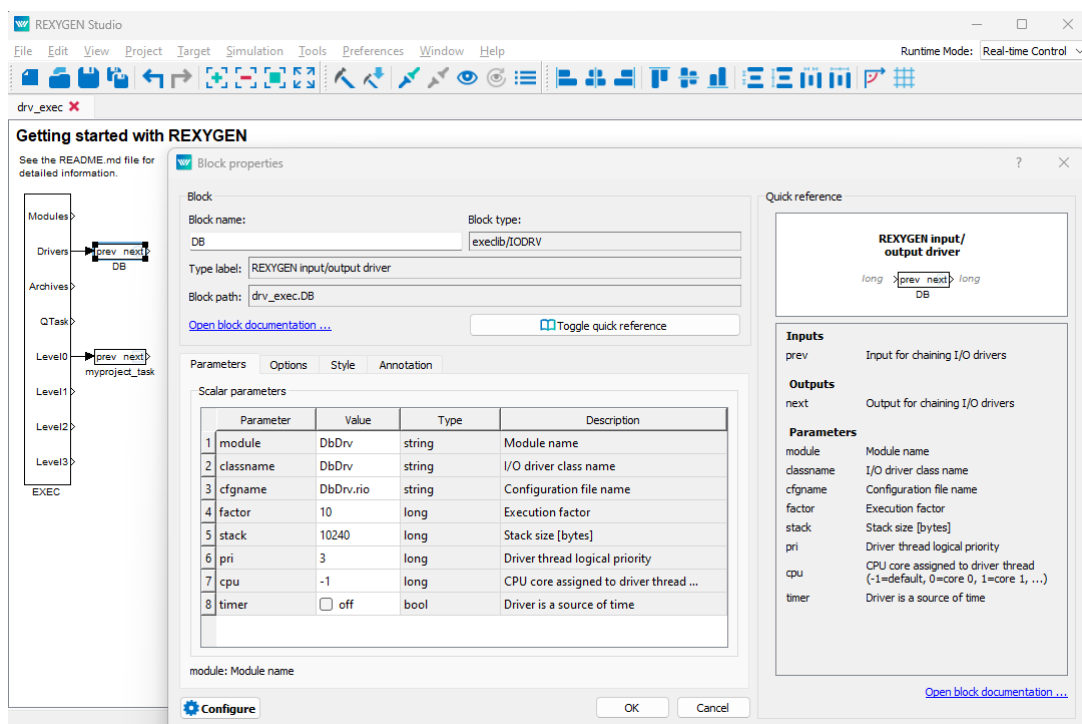 REXYGEN Studio
File Edit View Project Target Simulation Tools Preferences Window Help
Runtime Mode: Real-time Control
drv_exec
Getting started with REXYGEN
See the README.md file for
detailed information.
Modules
Drivers
prev next
DB
Archives
QTask
Level0
prev next
myproject_task
Level1
Level2
Level3
EXEC
Block properties
?
Block
Block name:
Block type:
DB
execlib/IODRV
Type label:
REXYGEN input/output driver
Block path:
drv_exec.DB
Open block documentation ...
Toggle quick reference
Parameters Options Style Annotation
Scalar parameters
Parameter Value Type Description
1 module DbDrv string Module name
2 classname DbDrv string I/O driver class name
3 cfgname DbDrv.rio string Configuration file name
4 factor 10 long Execution factor
5 stack 10240 long Stack size [bytes]
6 pri 3 long Driver thread logical priority
7 cpu -1 long CPU core assigned to driver thread ...
8 timer off bool Driver is a source of time
module: Module name
Configure
OK
Cancel
Quick reference
REXYGEN input/
output driver
long prev next long
DB
Inputs
prev Input for chaining I/O drivers
Outputs
next Output for chaining I/O drivers
Parameters
module Module name
classname I/O driver class name
cfgname Configuration file name
factor Execution factor
stack Stack size [bytes]
pri Driver thread logical priority
cpu CPU core assigned to driver thread
(-1=default, 0=core 0, 1=core 1, ...)
timer Driver is a source of time
Open block documentation ...